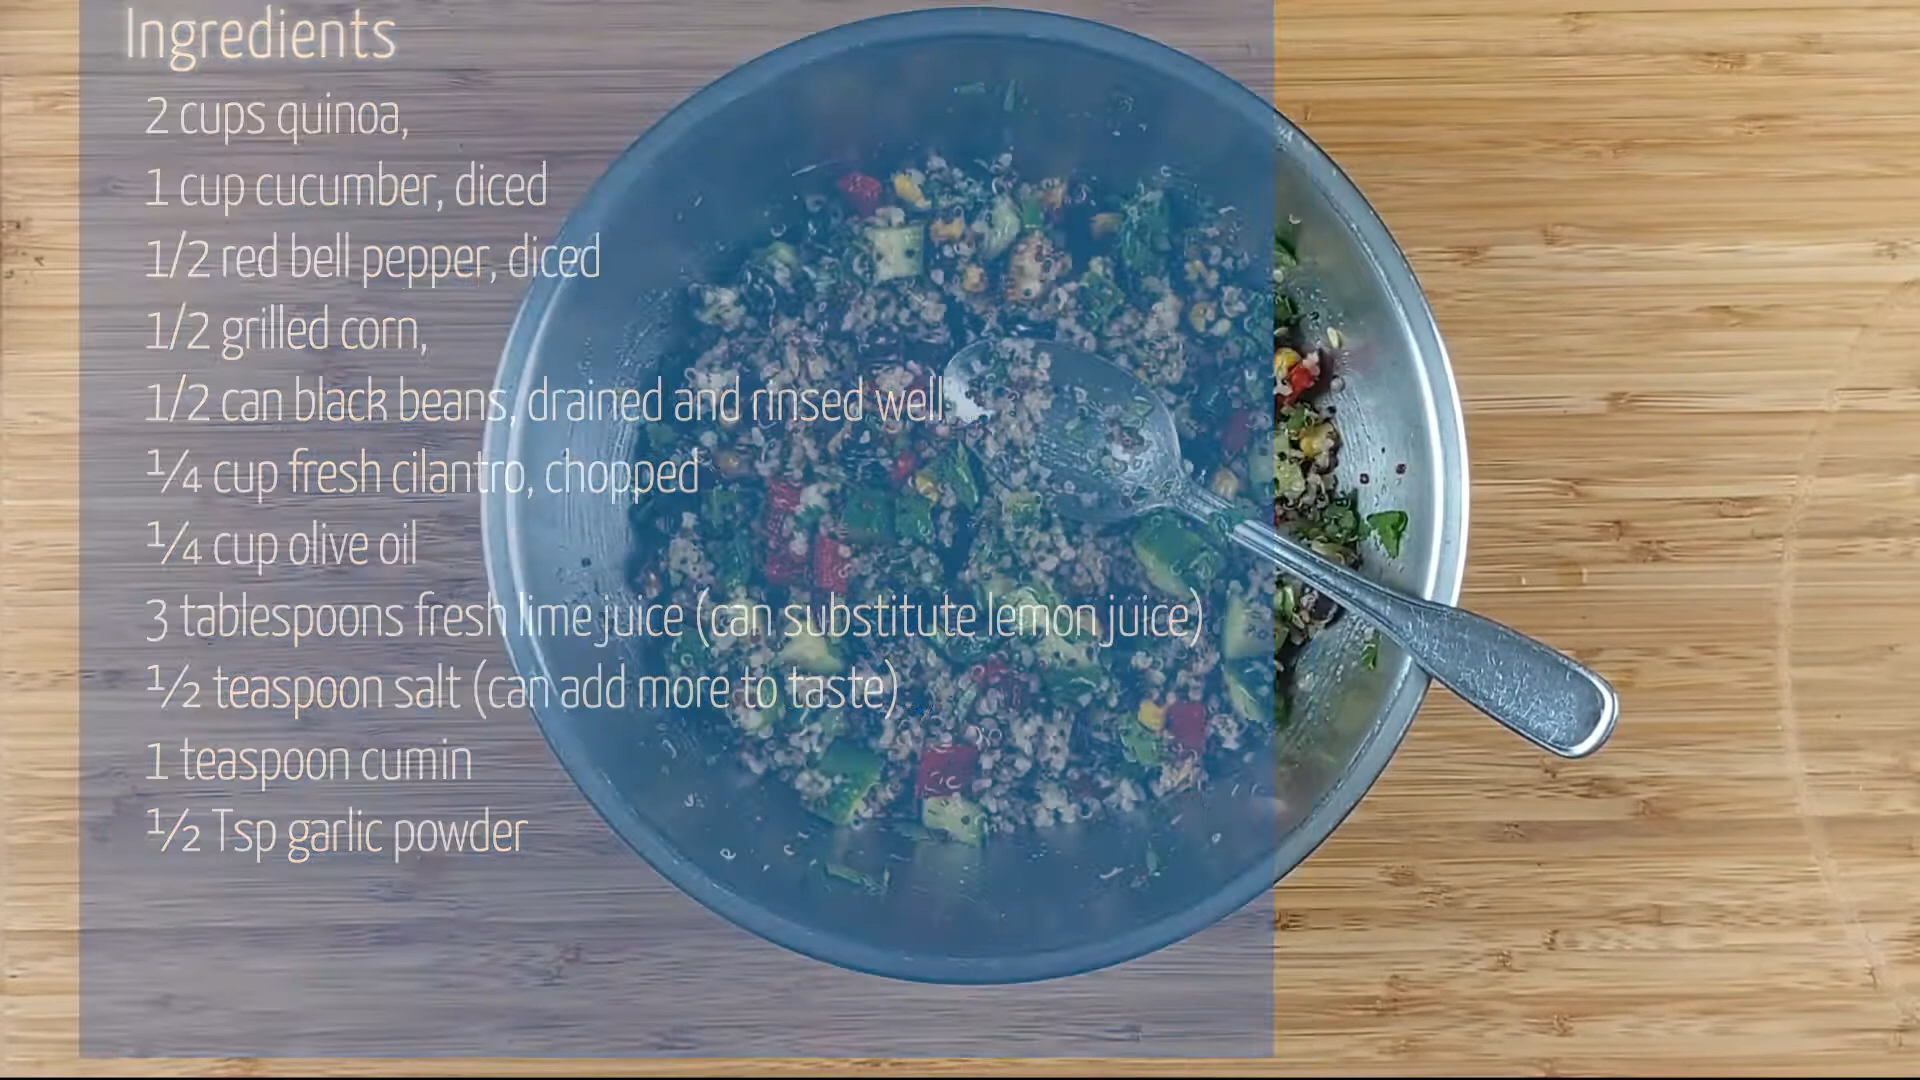 Ingredients
2 cups quinoa,
1 cup cucumber, diced
1/2 red bell pepper, diced
1/2 grilled corn,
1/2 can black beans, drained and rinsed well
¼ cup fresh cilantro, chopped
¼ cup olive oil
3 tablespoons fresh lime juice (can substitute lemon juice)
½ teaspoon salt (can add more to taste)
1 teaspoon cumin
½ Tsp garlic powder